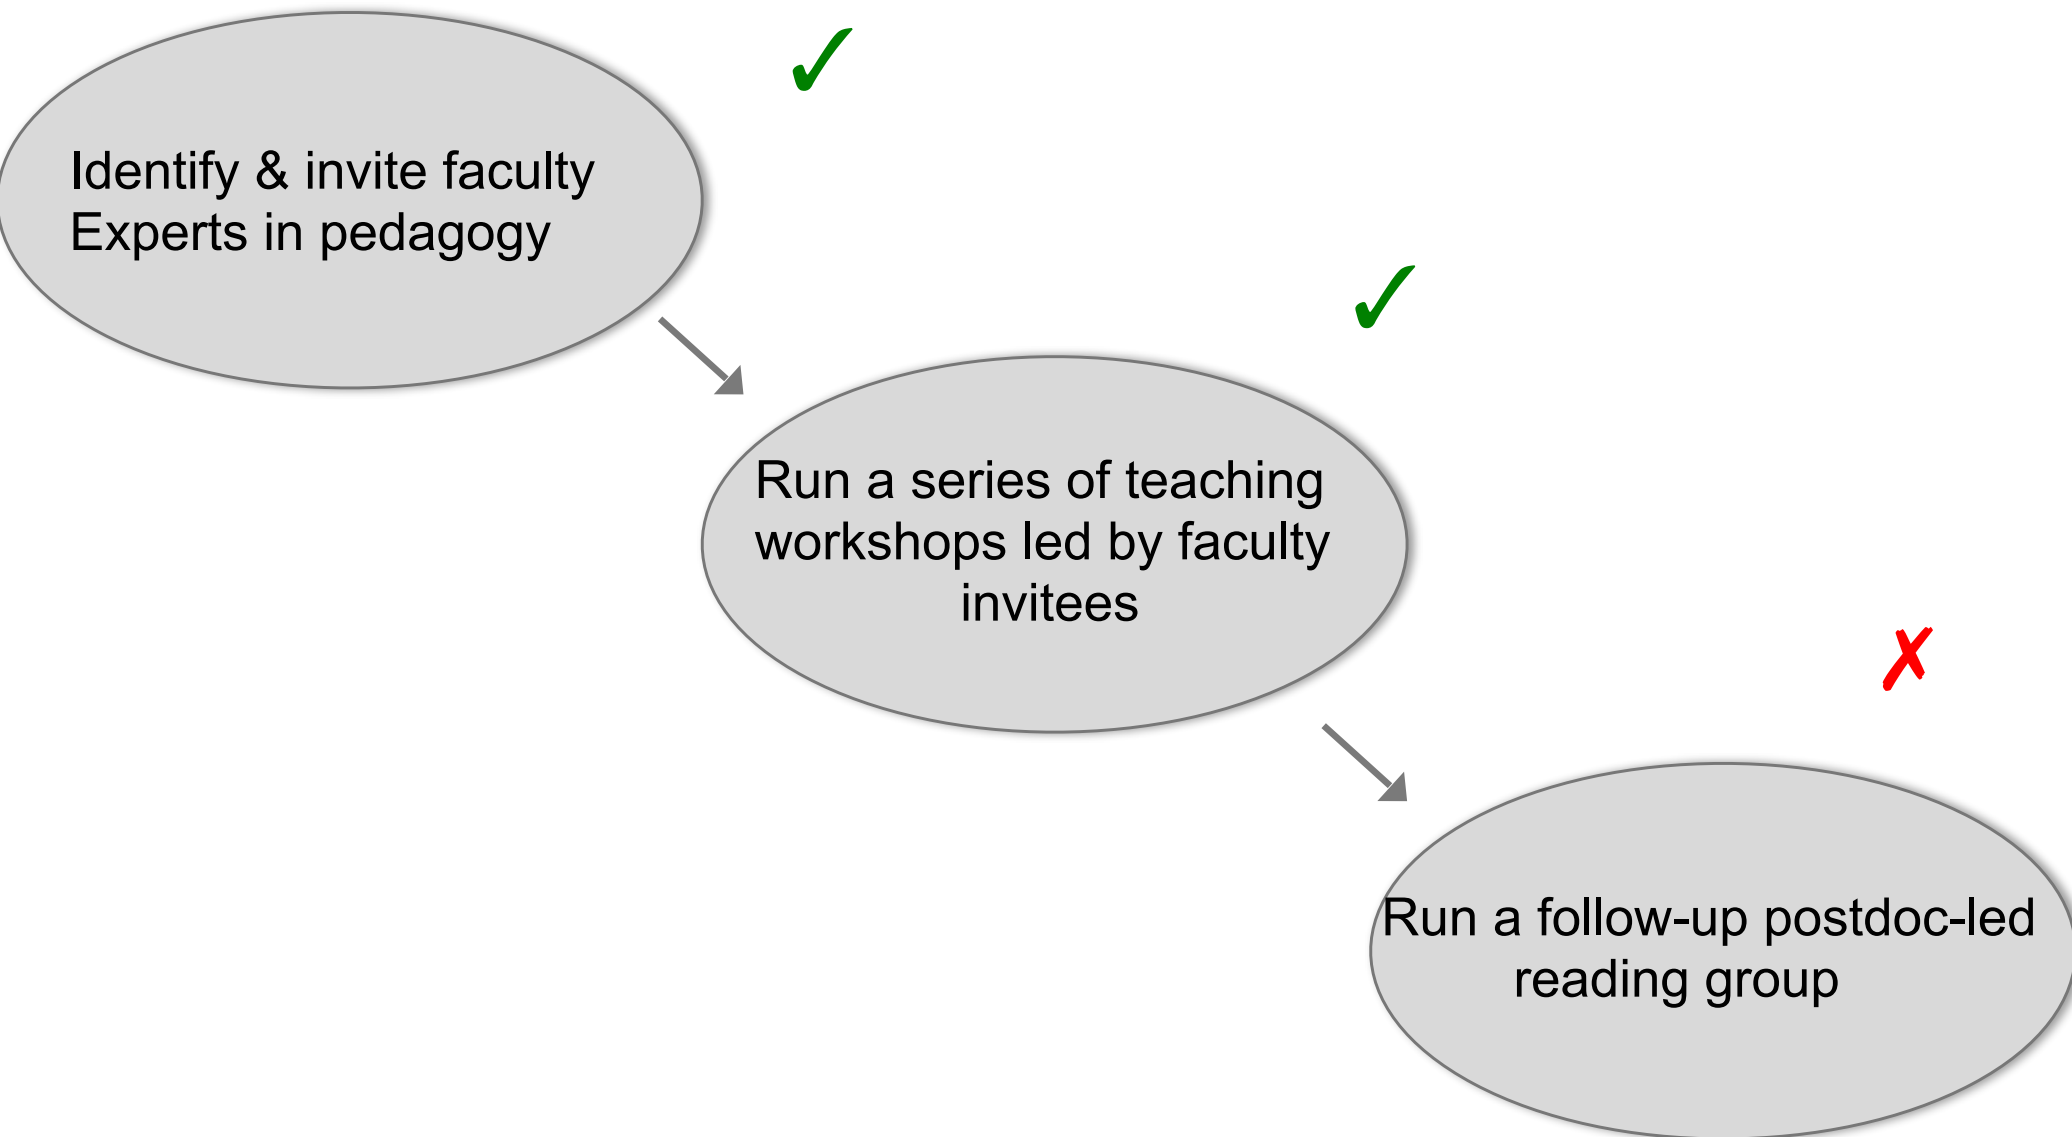 Identify & invite faculty
Experts in pedagogy
Run a series of teaching
workshops led by faculty
invitees
Run a follow-up postdoc-led
reading group